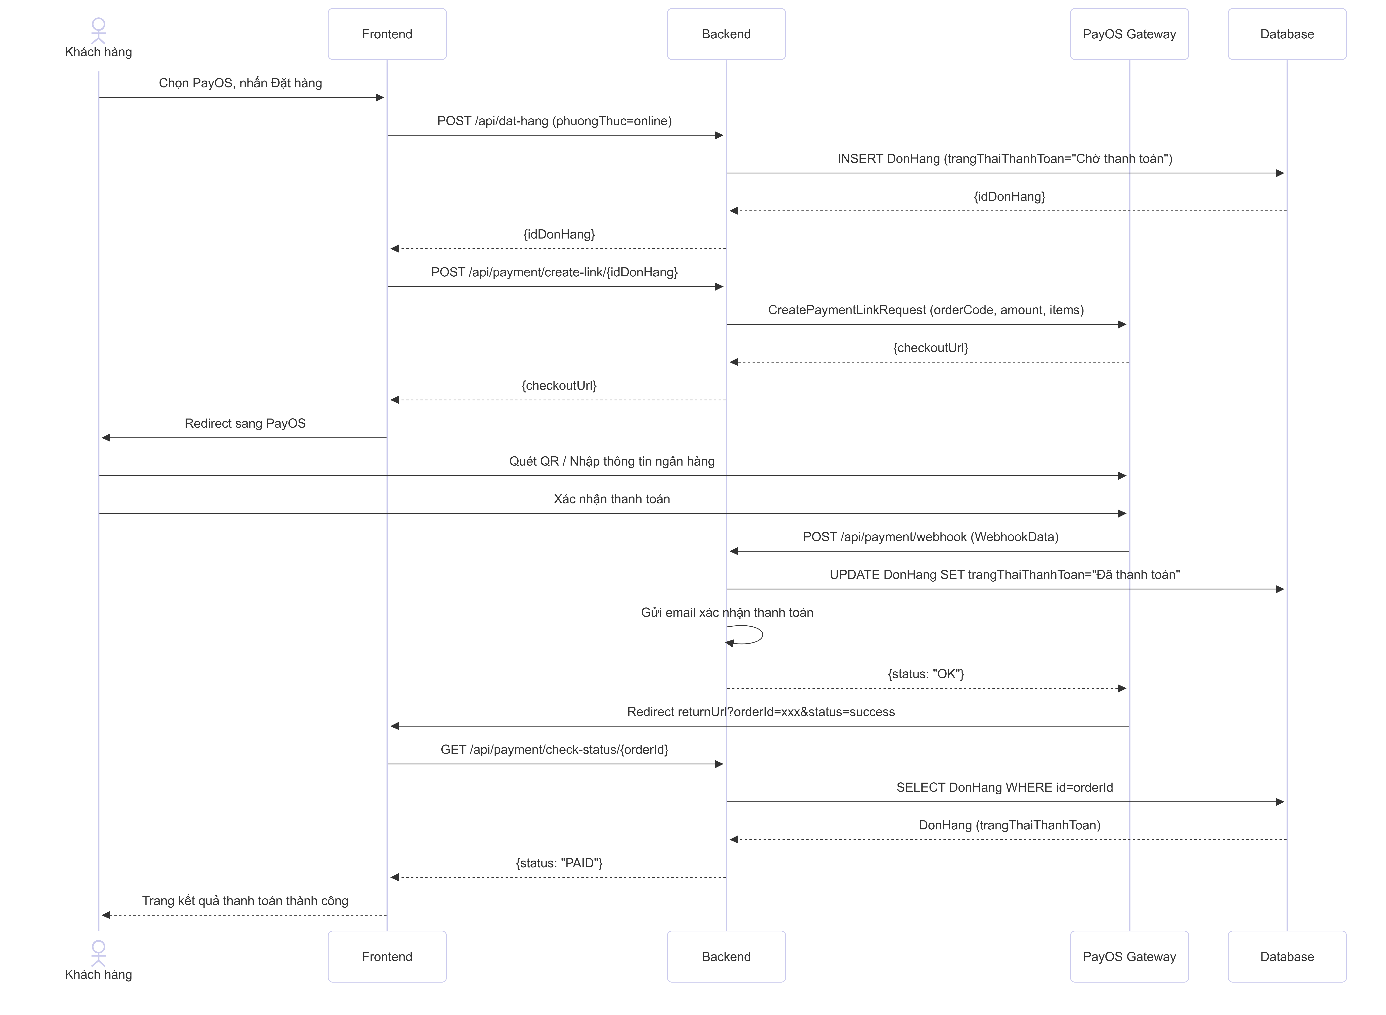 Khách hàng
Frontend
Backend
PayOS Gateway
Database
Chọn PayOS, nhấn Đặt hàng
POST /api/dat-hang (phuongThuc=online)
INSERT DonHang (trangThaiThanhToan="Chờ thanh toán")
{idDonHang}
{idDonHang}
POST /api/payment/create-link/{idDonHang}
CreatePaymentLinkRequest (orderCode, amount, items)
{checkoutUrl}
{checkoutUrl}
Redirect sang PayOS
Quét QR / Nhập thông tin ngân hàng
Xác nhận thanh toán
POST /api/payment/webhook (WebhookData)
UPDATE DonHang SET trangThaiThanhToan="Đã thanh toán"
Gửi email xác nhận thanh toán
{status: "OK"}
Redirect returnUrl?orderId=xxx&status=success
GET /api/payment/check-status/{orderId}
SELECT DonHang WHERE id=orderId
DonHang (trangThaiThanhToan)
{status: "PAID"}
Trang kết quả thanh toán thành công
Khách hàng
Frontend
Backend
PayOS Gateway
Database